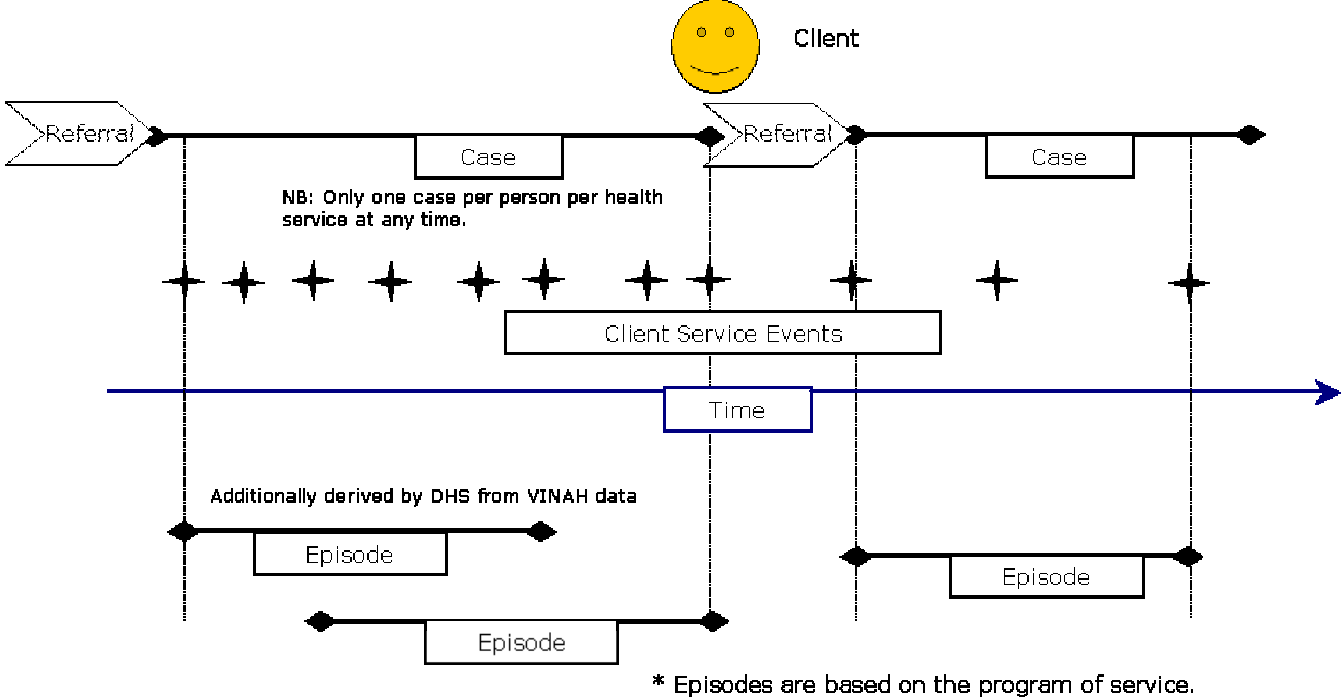 Client
Referral
Referral
Case
Case
NB: Only one case per person per health
service at any time.
Client Service Events
Time
Additionally derived by DHS from VINAH data
Episode
Episode
Episode
* Episodes are based on the program of service.